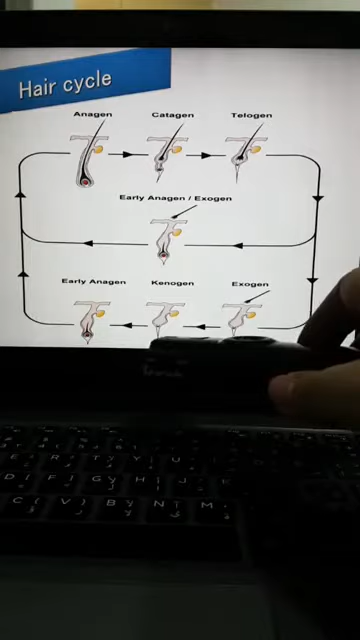 Hair cycle
Anagen Catagen Telogen
Early Anagen / Exogen
Early Anagen Kenogen Exogen
E R T Y U
D F G H J
C V B N M